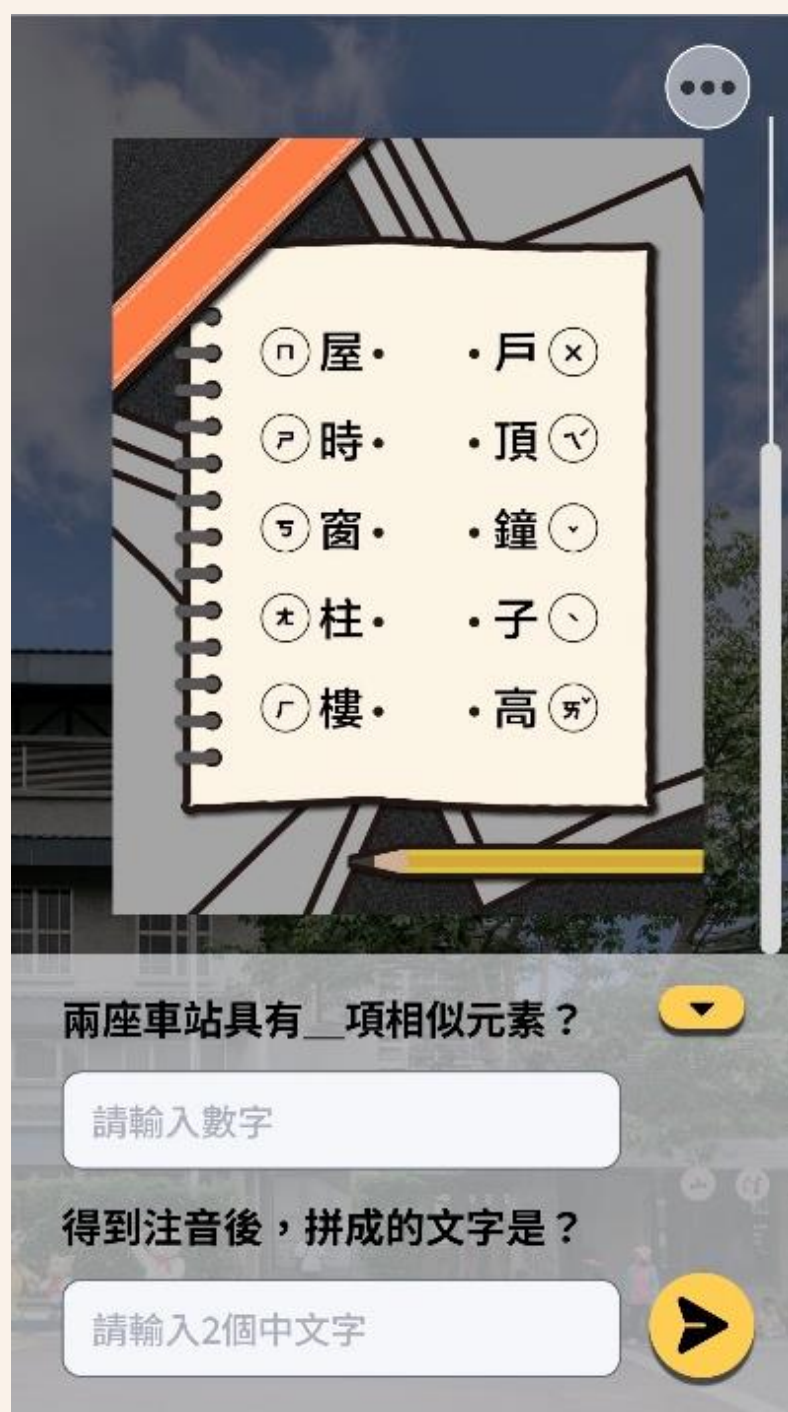 ㄇ屋・ ・戶ㄨ
ㄕ時・ ・頂ㄟˊ
ㄎ窗・ ・鐘ˇ
ㄤ柱・ ・子ˋ
ㄏ樓・ ・高ㄞˇ
兩座車站具有__項相似元素？
請輸入數字
得到注音後，拼成的文字是？
請輸入2個中文字